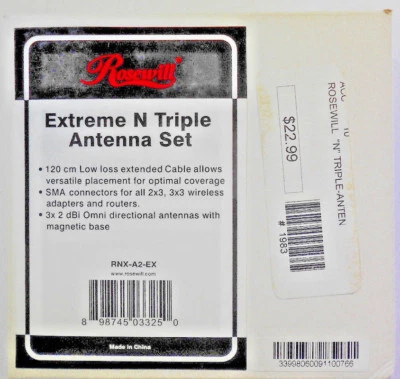 Rosewill
Extreme N Triple
Antenna Set
• 120 cm Low loss extended Cable allows
versatile placement for optimal coverage
• SMA connectors for all 2x3, 3x3 wireless
adapters and routers.
• 3x 2 dBi Omni directional antennas with
magnetic base
RNX-A2-EX
www.rosewill.com
8 98745 03325 0
Made in China
ROSEWILL "N" TRIPLE-ANTEN
$22.99
# 1983
33998060091100766